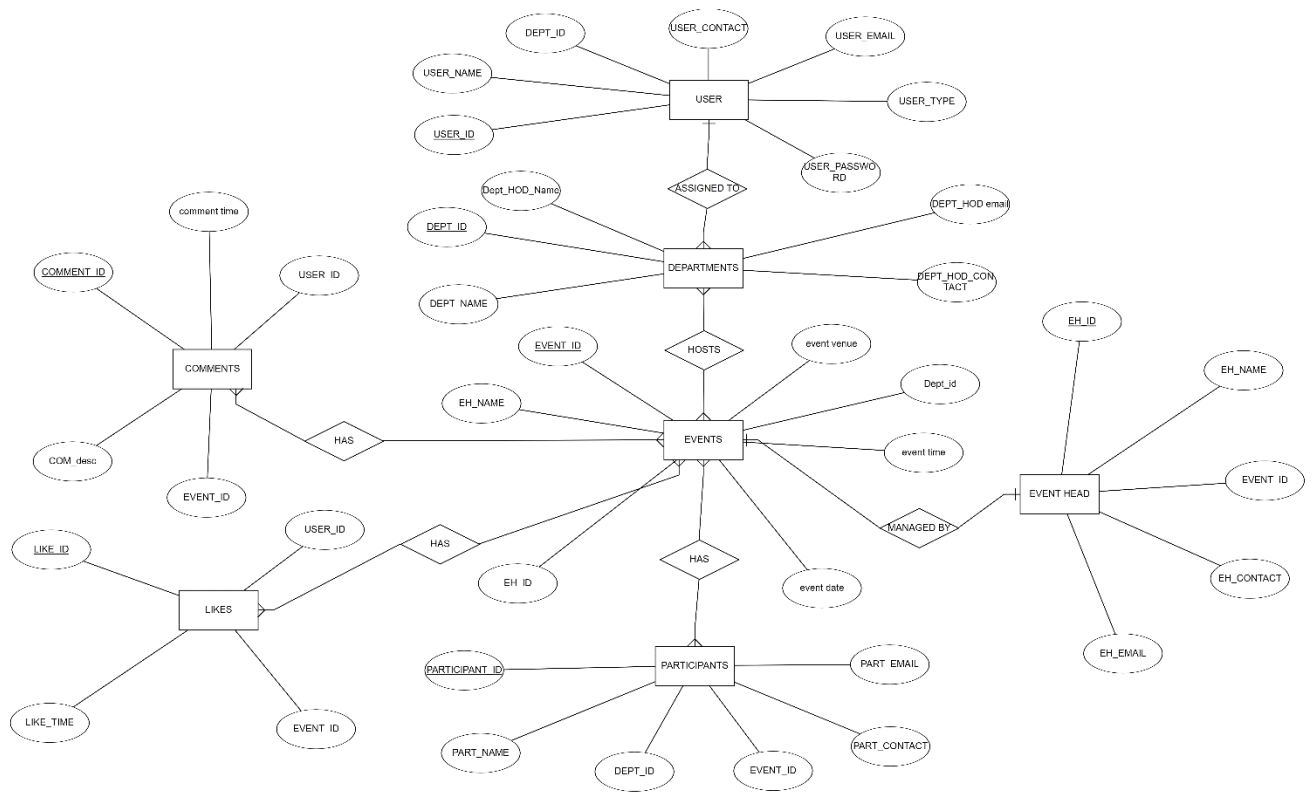 USER_CONTACT
DEPT_ID
USER_EMAIL
USER_NAME
USER
USER_TYPE
USER_ID
USER_PASSWO
RD
ASSIGNED TO
Dept_HOD_Name
DEPT_HOD email
comment time
DEPT_ID
COMMENT_ID
USER_ID
DEPARTMENTS
DEPT_HOD_CON
TACT
DEPT_NAME
EH_ID
EVENT_ID
HOSTS
event venue
COMMENTS
EH_NAME
Dept_id
EH_NAME
HAS
EVENTS
event time
COM_desc
EVENT_ID
EVENT HEAD
EVENT_ID
USER_ID
MANAGED BY
LIKE_ID
HAS
HAS
EH_ID
event date
EH_CONTACT
LIKES
EH_EMAIL
PARTICIPANT_ID
PARTICIPANTS
PART_EMAIL
LIKE_TIME
EVENT_ID
PART_NAME
PART_CONTACT
DEPT_ID
EVENT_ID